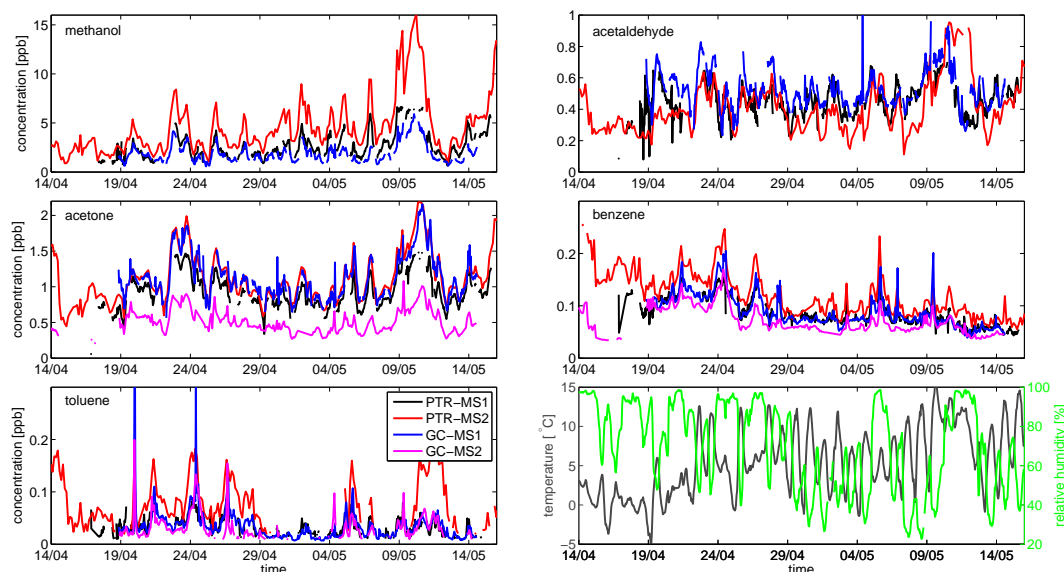 methanol
concentration [ppb]
15
10
5
0
14/04 19/04 24/04 29/04 04/05 09/05 14/05
acetaldehyde
1
0.8
0.6
0.4
0.2
0
14/04 19/04 24/04 29/04 04/05 09/05 14/05
acetone
concentration [ppb]
2
1.5
1
0.5
0
14/04 19/04 24/04 29/04 04/05 09/05 14/05
benzene
0.2
0.1
0
14/04 19/04 24/04 29/04 04/05 09/05 14/05
toluene
concentration [ppb]
0.2
0.1
0
14/04 19/04 24/04 29/04 04/05 09/05 14/05
time
PTR−MS1
PTR−MS2
GC−MS1
GC−MS2
temperature [ °C]
15
10
5
0
−5
14/04 19/04 24/04 29/04 04/05 09/05 14/05
time
100
80
60
40
20
relative humidity [%]